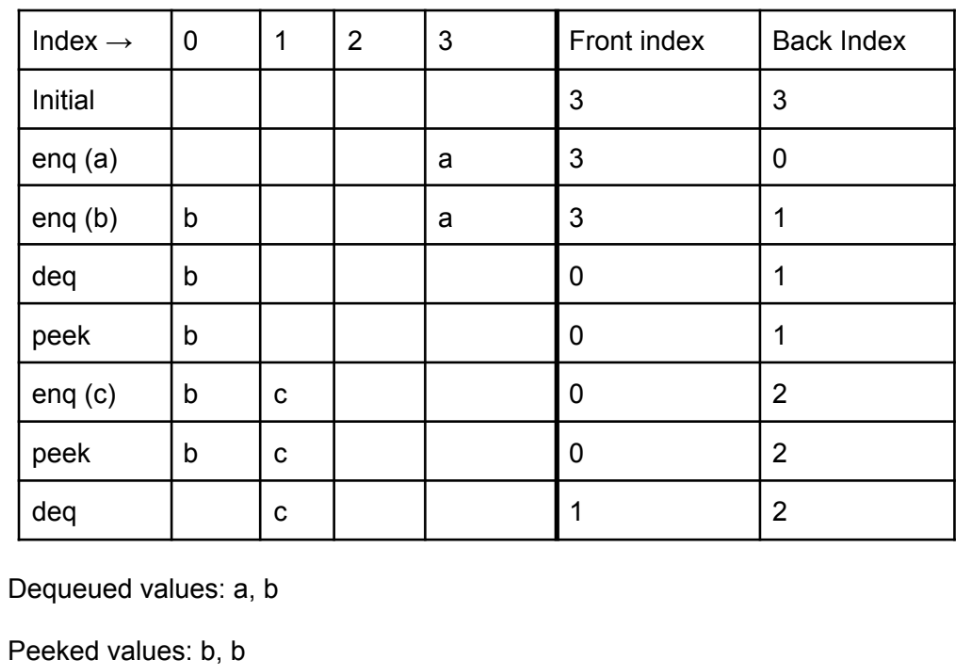 Index → 0 1 2 3 Front index Back Index
Initial 3 3
enq (a) a 3 0
enq (b) b a 3 1
deq b 0 1
peek b 0 1
enq (c) b c 0 2
peek b c 0 2
deq c 1 2
Dequeued values: a, b
Peeked values: b, b